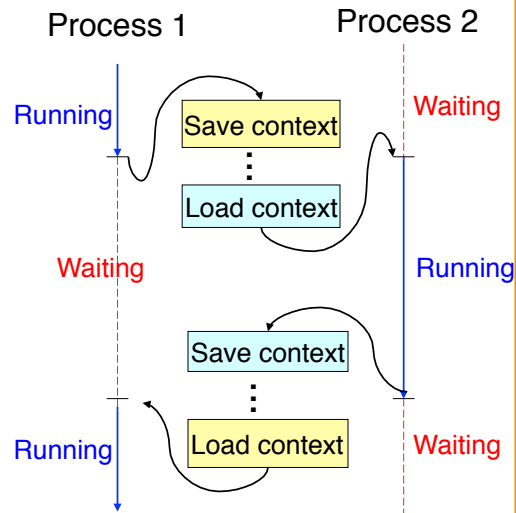 Process 1
Process 2
Running
Save context
Waiting
Load context
Waiting
Running
Save context
Running
Load context
Waiting